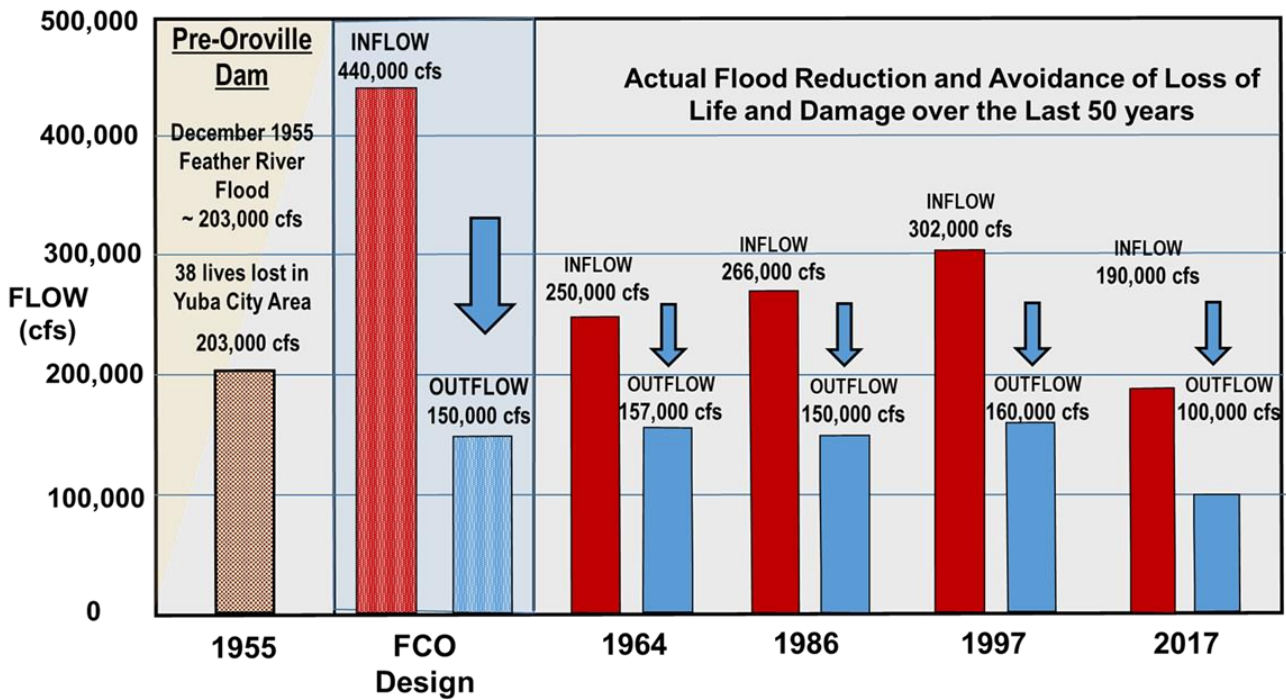 500,000
400,000
300,000
FLOW
(cfs)
200,000
100,000
0
Pre-Oroville
Dam
December 1955
Feather River
Flood
~ 203,000 cfs
38 lives lost in
Yuba City Area
203,000 cfs
INFLOW
440,000 cfs
OUTFLOW
150,000 cfs
Actual Flood Reduction and Avoidance of Loss of
Life and Damage over the Last 50 years
INFLOW
250,000 cfs
OUTFLOW
157,000 cfs
INFLOW
266,000 cfs
OUTFLOW
150,000 cfs
INFLOW
302,000 cfs
OUTFLOW
160,000 cfs
INFLOW
190,000 cfs
OUTFLOW
100,000 cfs
1955
FCO
Design
1964
1986
1997
2017